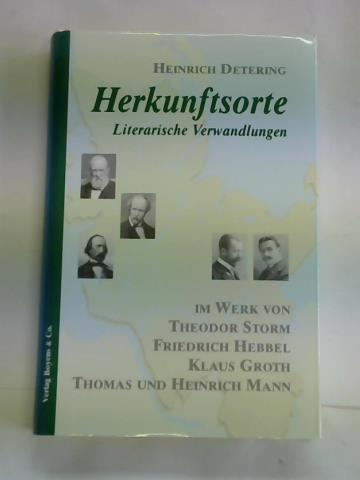 Heinrich Detering
Herkunftsorte
Literarische Verwandlungen
im Werk von
Theodor Storm
Friedrich Hebbel
Klaus Groth
Thomas und Heinrich Mann
Verlag Boyens & Co.